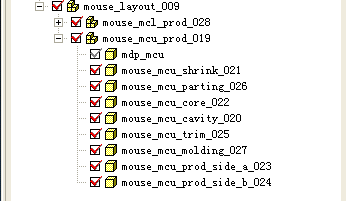 mouse_layout_009
mouse_mcl_prod_028
mouse_mcu_prod_019
mdp_mcu
mouse_mcu_shrink_021
mouse_mcu_parting_026
mouse_mcu_core_022
mouse_mcu_cavity_020
mouse_mcu_trim_025
mouse_mcu_molding_027
mouse_mcu_prod_side_a_023
mouse_mcu_prod_side_b_024